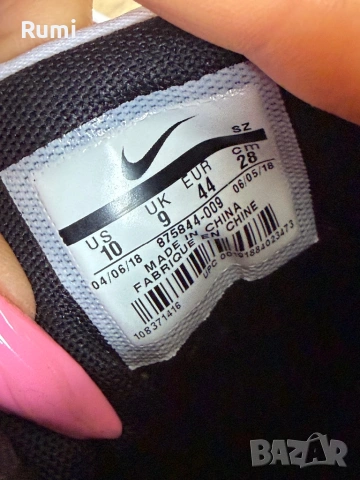 Rumi
SZ
US UK EUR cm
10 9 44 28
04/06/18 875844-009 06/05/18
MADE IN CHINA
FABRIQUE EN CHINE
108371416
BAZAR